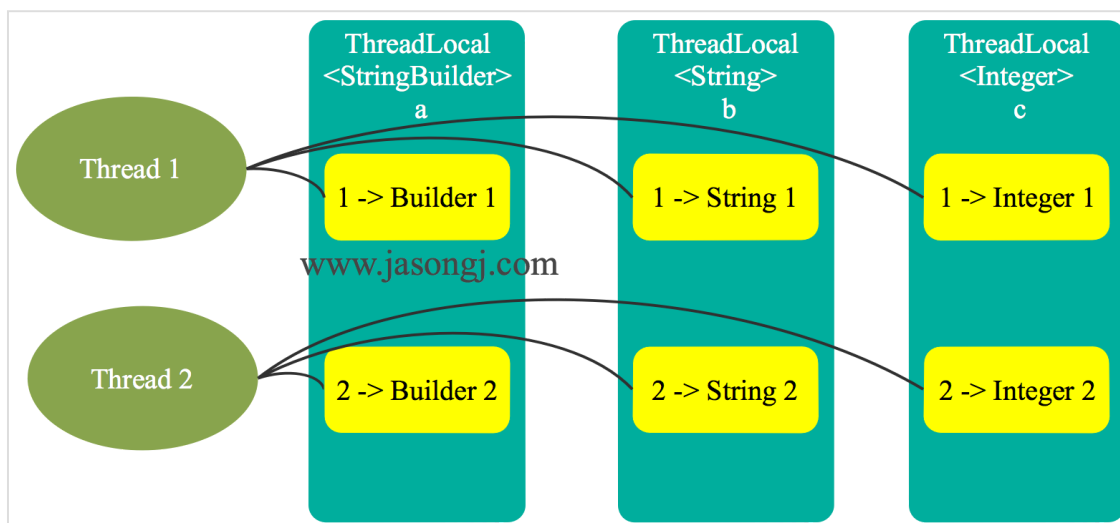 ThreadLocal
<StringBuilder>
a
ThreadLocal
<String>
b
ThreadLocal
<Integer>
c
Thread 1
1 -> Builder 1
1 -> String 1
1 -> Integer 1
www.jasongj.com
Thread 2
2 -> Builder 2
2 -> String 2
2 -> Integer 2